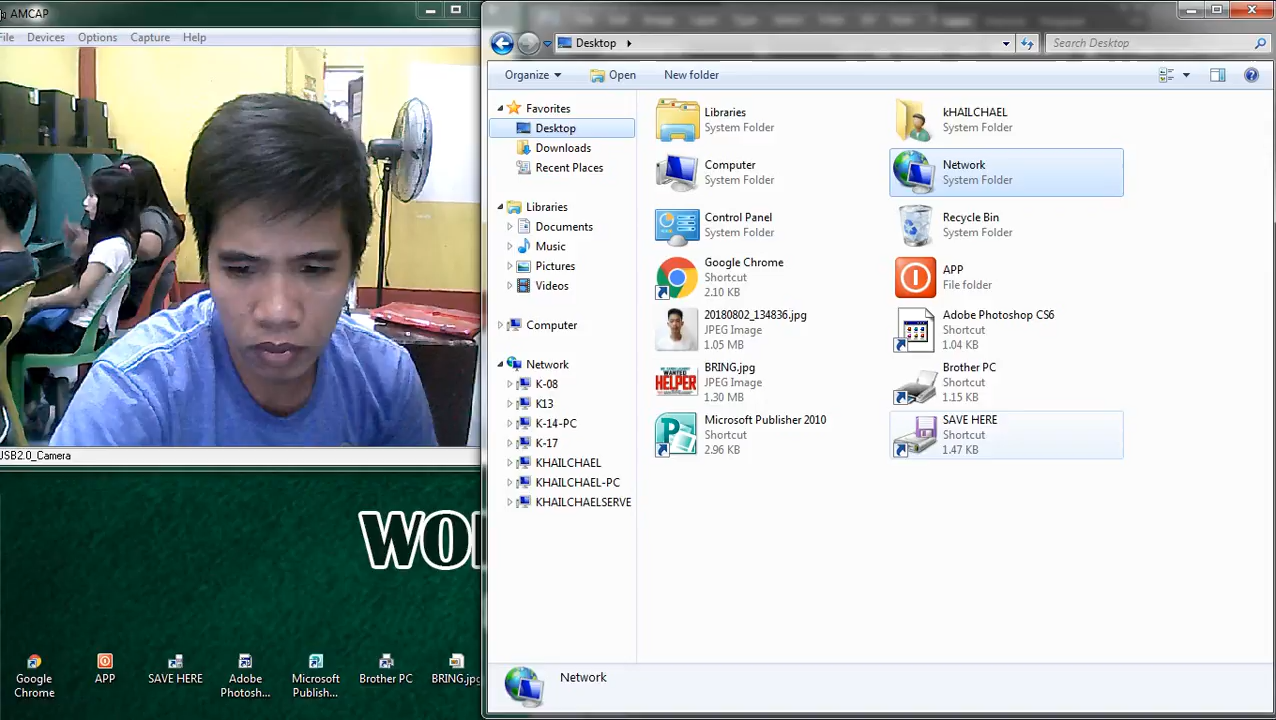 AMCAP
File Devices Options Capture Help
USB2.0_Camera
WO
Google Chrome
APP
SAVE HERE
Adobe Photosh...
Microsoft Publish...
Brother PC
BRING.jpg
Desktop
Search Desktop
Organize Open New folder
Favorites
Desktop
Downloads
Recent Places
Libraries
Documents
Music
Pictures
Videos
Computer
Network
K-08
K13
K-14-PC
K-17
KHAILCHAEL
KHAILCHAEL-PC
KHAILCHAELSERVE
Libraries
System Folder
kHAILCHAEL
System Folder
Computer
System Folder
Network
System Folder
Control Panel
System Folder
Recycle Bin
System Folder
Google Chrome
Shortcut
2.10 KB
APP
File folder
20180802_134836.jpg
JPEG Image
1.05 MB
Adobe Photoshop CS6
Shortcut
1.04 KB
WANTED
HELPER
BRING.jpg
JPEG Image
1.30 MB
Brother PC
Shortcut
1.15 KB
Microsoft Publisher 2010
Shortcut
2.96 KB
SAVE HERE
Shortcut
1.47 KB
Network